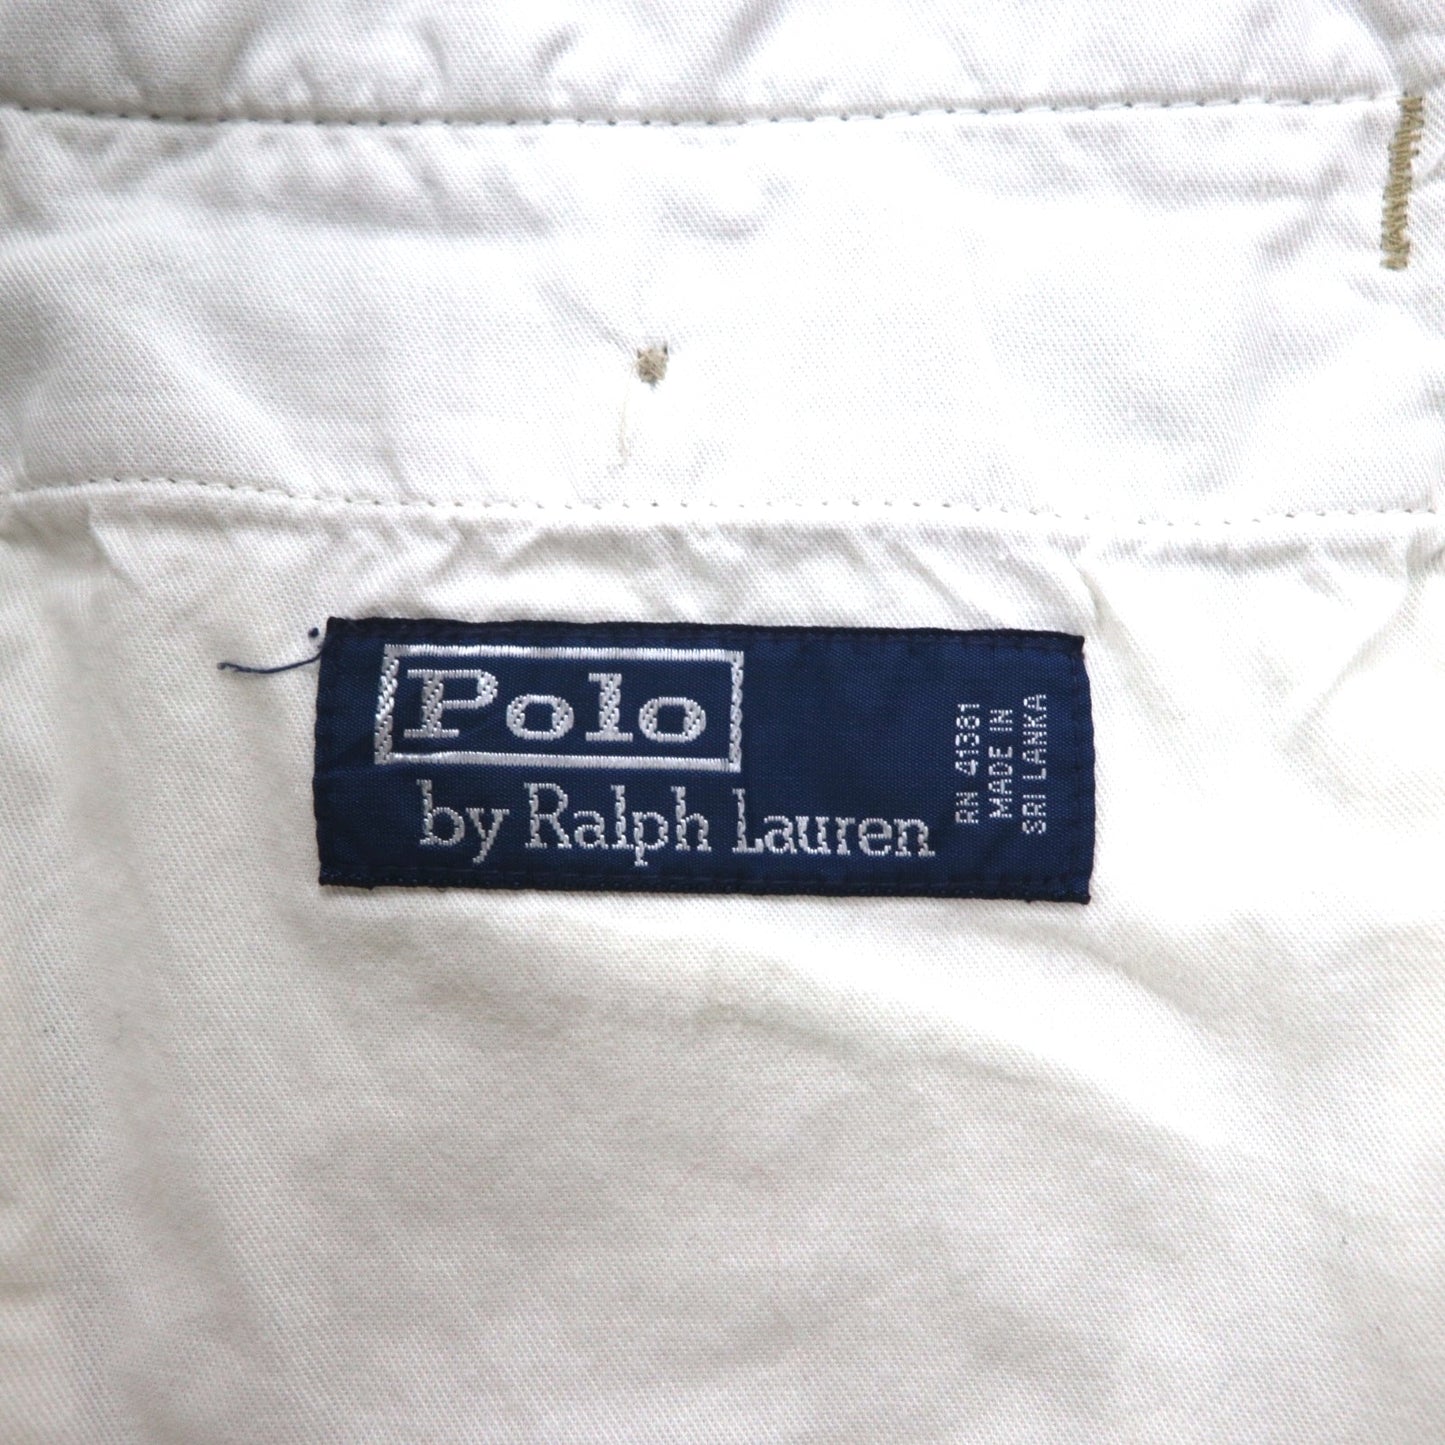 Polo
by Ralph Lauren
RN 41381
MADE IN
SRI LANKA